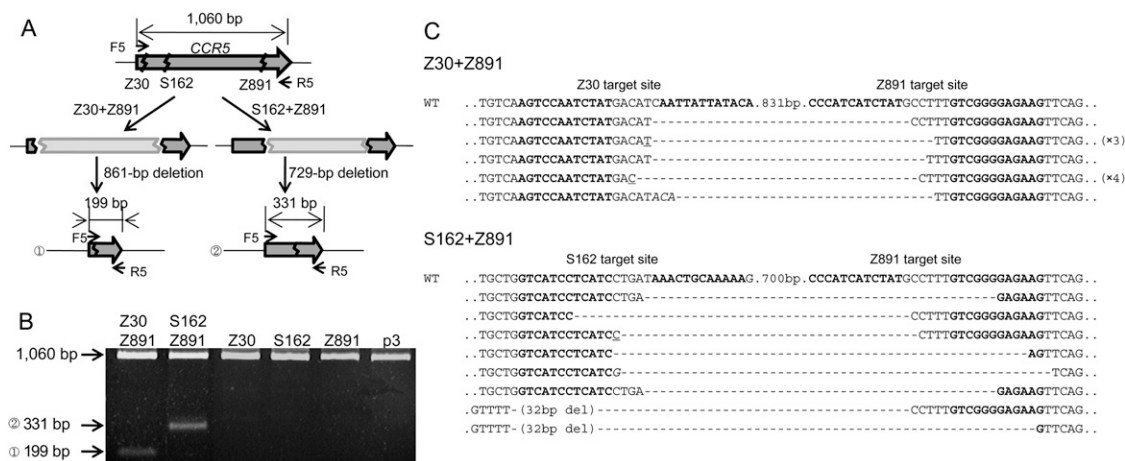 A
1,060 bp
F5
CCR5
Z30
S162
Z891
R5
Z30+Z891
S162+Z891
861-bp deletion
729-bp deletion
199 bp
331 bp
① F5
R5
② F5
R5
B
Z30 Z891
S162 Z891
Z30
S162
Z891
p3
1,060 bp
② 331 bp
① 199 bp
C
Z30+Z891
Z30 target site
Z891 target site
WT ..TGTCAAGTCCAATCTATGACATCAATTATTATACA.831bp.CCCATCATCTATGCCTTTGTCGGGGAGAAGTTCAG..
..TGTCAAGTCCAATCTATGACAT------CCTTTGTCGGGGAGAAGTTCAG..
..TGTCAAGTCCAATCTATGACAT------TTGTCGGGGAGAAGTTCAG..(×3)
..TGTCAAGTCCAATCTATGACAT------TTTGTCGGGGAGAAGTTCAG..
..TGTCAAGTCCAATCTATGAC------CTTTGTCGGGGAGAAGTTCAG..(×4)
..TGTCAAGTCCAATCTATGACATACA------TTGTCGGGGAGAAGTTCAG..
S162+Z891
S162 target site
Z891 target site
WT ..TGCTGGTCATCCTCATCCTGATAAACTGCAAAAAG.700bp.CCCATCATCTATGCCTTTGTCGGGGAGAAGTTCAG..
..TGCTGGTCATCCTCATCCTGA------GAGAAGTTCAG..
..TGCTGGTCATCC------CCTTTGTCGGGGAGAAGTTCAG..
..TGCTGGTCATCCTCATCC------CTTTGTCGGGGAGAAGTTCAG..
..TGCTGGTCATCCTCATC------AGTTCAG..
..TGCTGGTCATCCTCATCG------TCAG..
..TGCTGGTCATCCTCATCCTGA------GAGAAGTTCAG..
..GTTTT-(32bp del)------CCTTTGTCGGGGAGAAGTTCAG..
..GTTTT-(32bp del)------GTTCAG..